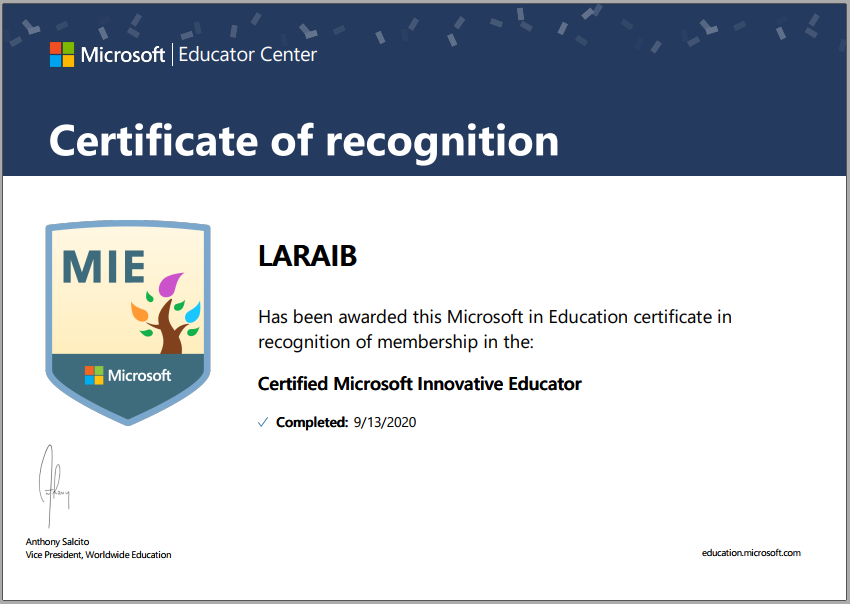 Microsoft | Educator Center
Certificate of recognition
MIE
Microsoft
LARAIB
Has been awarded this Microsoft in Education certificate in
recognition of membership in the:
Certified Microsoft Innovative Educator
✓ Completed: 9/13/2020
Anthony Salcito
Vice President, Worldwide Education
education.microsoft.com